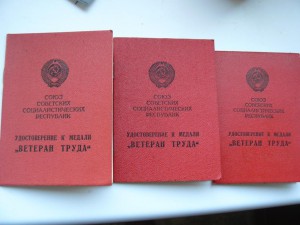 СОЮЗ
СОВЕТСКИХ
СОЦИАЛИСТИЧЕСКИХ
РЕСПУБЛИК
УДОСТОВЕРЕНИЕ К МЕДАЛИ
„ВЕТЕРАН ТРУДА“
СОЮЗ
СОВЕТСКИХ
СОЦИАЛИСТИЧЕСКИХ
РЕСПУБЛИК
УДОСТОВЕРЕНИЕ К МЕДАЛИ
„ВЕТЕРАН ТРУДА“
СОЮЗ
СОВЕТСКИХ
СОЦИАЛИСТИЧЕСКИХ
РЕСПУБЛИК
УДОСТОВЕРЕНИЕ К МЕДАЛИ
„ВЕТЕРАН ТРУДА“